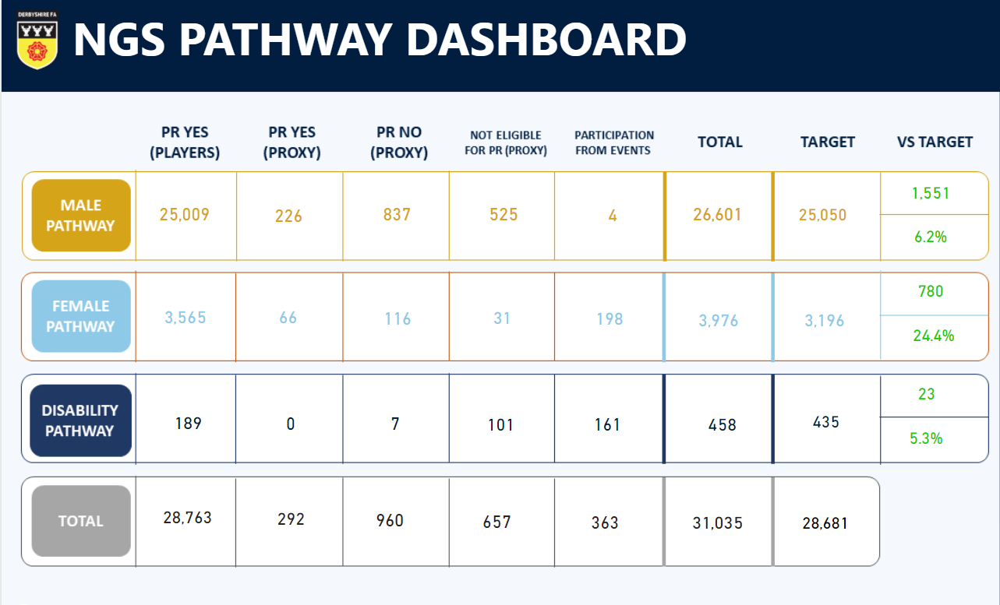 DERBYSHIRE FA
NGS PATHWAY DASHBOARD
PR YES
(PLAYERS)
PR YES
(PROXY)
PR NO
(PROXY)
NOT ELIGIBLE
FOR PR (PROXY)
PARTICIPATION
FROM EVENTS
TOTAL
TARGET
VS TARGET
MALE
PATHWAY
25,009
226
837
525
4
26,601
25,050
1,551
6.2%
FEMALE
PATHWAY
3,565
66
116
31
198
3,976
3,196
780
24.4%
DISABILITY
PATHWAY
189
0
7
101
161
458
435
23
5.3%
TOTAL
28,763
292
960
657
363
31,035
28,681